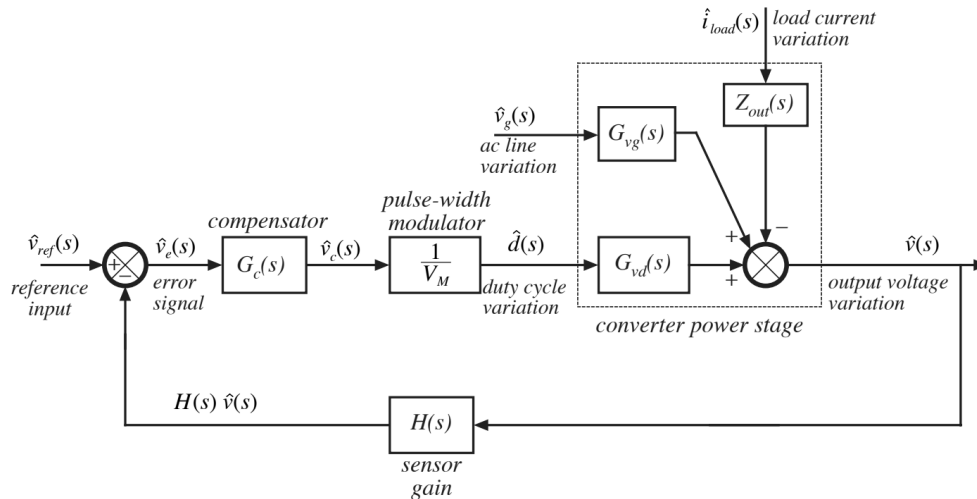 î_load(s) load current
variation
Z_out(s)
v̂_g(s)
ac line
variation
G_vg(s)
pulse-width
modulator
compensator
v̂_ref(s)
reference
input
+
−
v̂_e(s)
error
signal
G_c(s)
v̂_c(s)
1
V_M
d̂(s)
duty cycle
variation
G_vd(s)
+
+
−
v̂(s)
output voltage
variation
converter power stage
H(s) v̂(s)
H(s)
sensor
gain